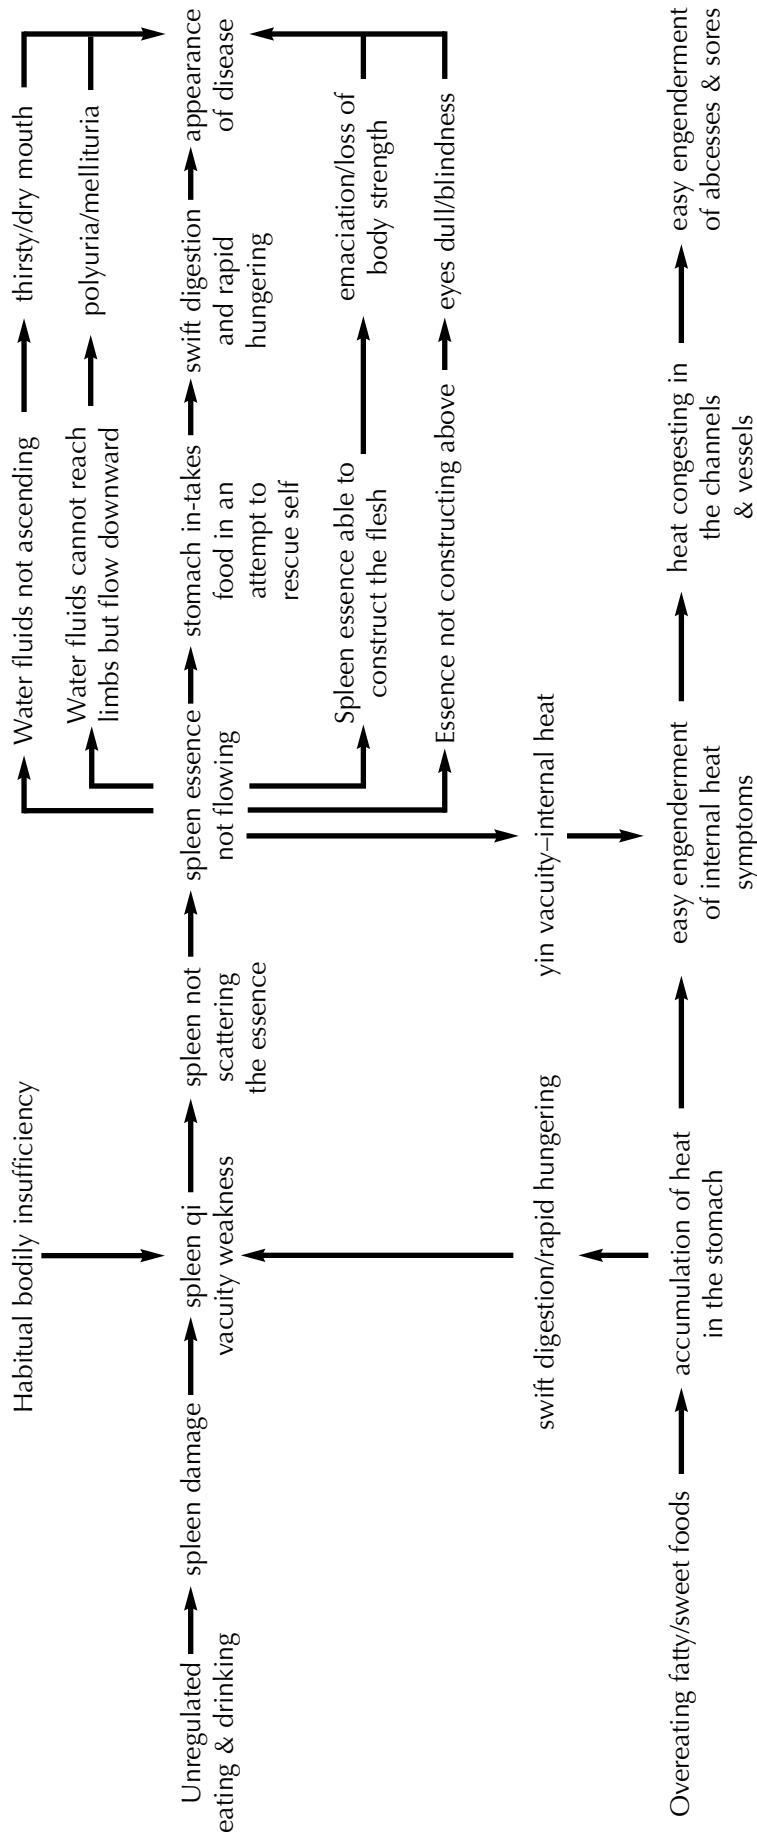 Habitual bodily insufficiency
Water fluids not ascending
thirsty/dry mouth
Water fluids cannot reach
limbs but flow downward
polyuria/mellituria
Unregulated
eating & drinking
spleen damage
spleen qi
vacuity weakness
spleen not
scattering
the essence
spleen essence
not flowing
stomach in-takes
food in an
attempt to
rescue self
swift digestion
and rapid
hungering
appearance
of disease
Spleen essence able to
construct the flesh
emaciation/loss of
body strength
Essence not constructing above
eyes dull/blindness
swift digestion/rapid hungering
yin vacuity–internal heat
Overeating fatty/sweet foods
accumulation of heat
in the stomach
easy engenderment
of internal heat
symptoms
heat congesting in
the channels
& vessels
easy engenderment
of abcesses & sores